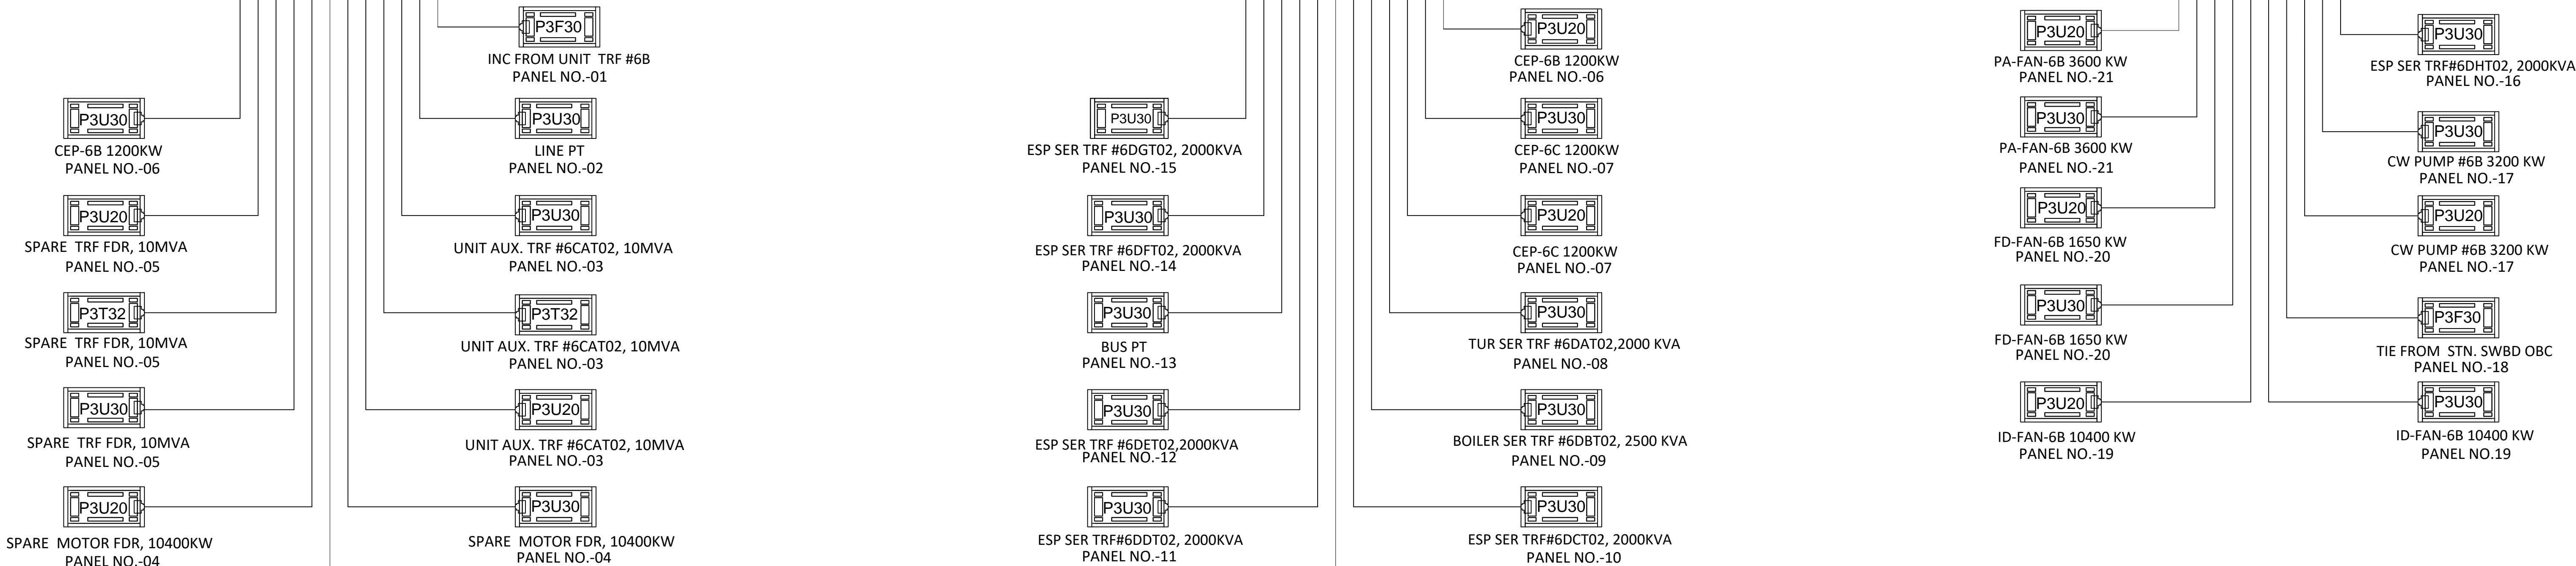 P3F30
INC FROM UNIT TRF #6B
PANEL NO.-01
P3U30
CEP-6B 1200KW
PANEL NO.-06
P3U30
LINE PT
PANEL NO.-02
P3U20
SPARE TRF FDR, 10MVA
PANEL NO.-05
P3U30
UNIT AUX. TRF #6CAT02, 10MVA
PANEL NO.-03
P3T32
SPARE TRF FDR, 10MVA
PANEL NO.-05
P3T32
UNIT AUX. TRF #6CAT02, 10MVA
PANEL NO.-03
P3U30
SPARE TRF FDR, 10MVA
PANEL NO.-05
P3U20
UNIT AUX. TRF #6CAT02, 10MVA
PANEL NO.-03
P3U20
SPARE MOTOR FDR, 10400KW
PANEL NO.-04
P3U30
SPARE MOTOR FDR, 10400KW
PANEL NO.-04
P3U20
CEP-6B 1200KW
PANEL NO.-06
P3U30
ESP SER TRF #6DGT02, 2000KVA
PANEL NO.-15
P3U30
CEP-6C 1200KW
PANEL NO.-07
P3U30
ESP SER TRF #6DFT02, 2000KVA
PANEL NO.-14
P3U20
CEP-6C 1200KW
PANEL NO.-07
P3U30
BUS PT
PANEL NO.-13
P3U30
TUR SER TRF #6DAT02,2000 KVA
PANEL NO.-08
P3U30
ESP SER TRF #6DET02,2000KVA
PANEL NO.-12
P3U30
BOILER SER TRF #6DBT02, 2500 KVA
PANEL NO.-09
P3U30
ESP SER TRF#6DDT02, 2000KVA
PANEL NO.-11
P3U30
ESP SER TRF#6DCT02, 2000KVA
PANEL NO.-10
P3U20
PA-FAN-6B 3600 KW
PANEL NO.-21
P3U30
ESP SER TRF#6DHT02, 2000KVA
PANEL NO.-16
P3U30
PA-FAN-6B 3600 KW
PANEL NO.-21
P3U30
CW PUMP #6B 3200 KW
PANEL NO.-17
P3U20
FD-FAN-6B 1650 KW
PANEL NO.-20
P3U20
CW PUMP #6B 3200 KW
PANEL NO.-17
P3U30
FD-FAN-6B 1650 KW
PANEL NO.-20
P3F30
TIE FROM STN. SWBD OBC
PANEL NO.-18
P3U20
ID-FAN-6B 10400 KW
PANEL NO.-19
P3U30
ID-FAN-6B 10400 KW
PANEL NO.19